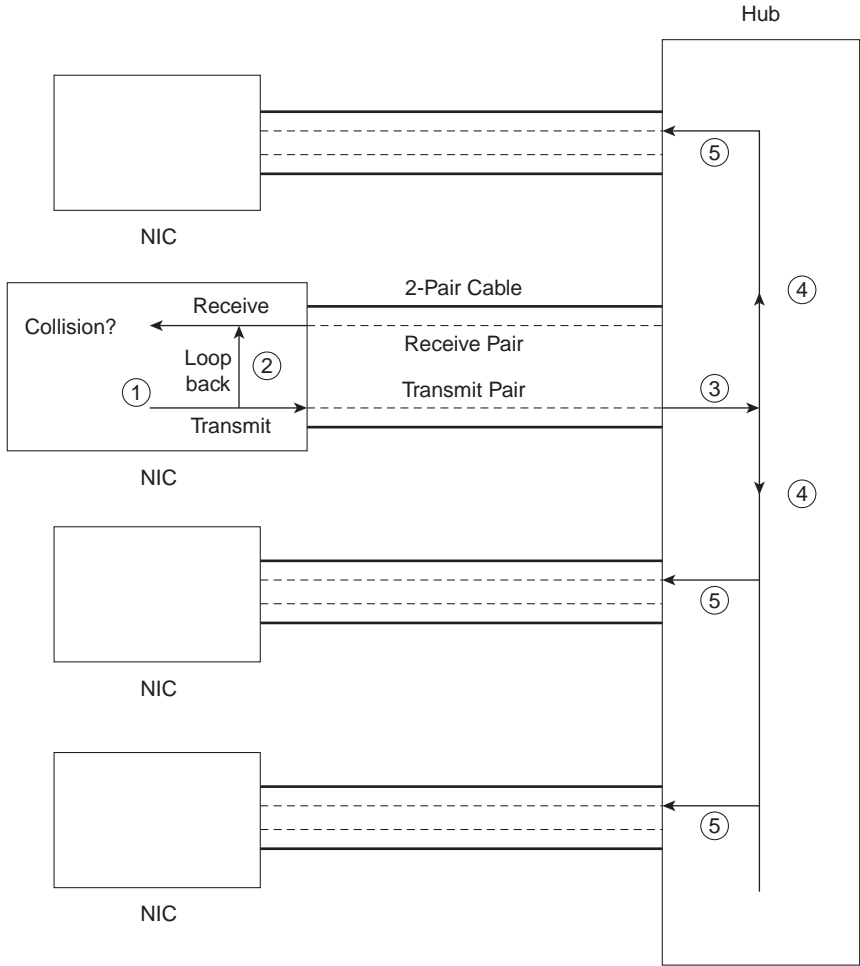 Hub
⑤
NIC
2-Pair Cable
④
Receive
Collision?
Receive Pair
Loop
back
②
①
Transmit Pair
③
Transmit
NIC
④
⑤
NIC
⑤
NIC